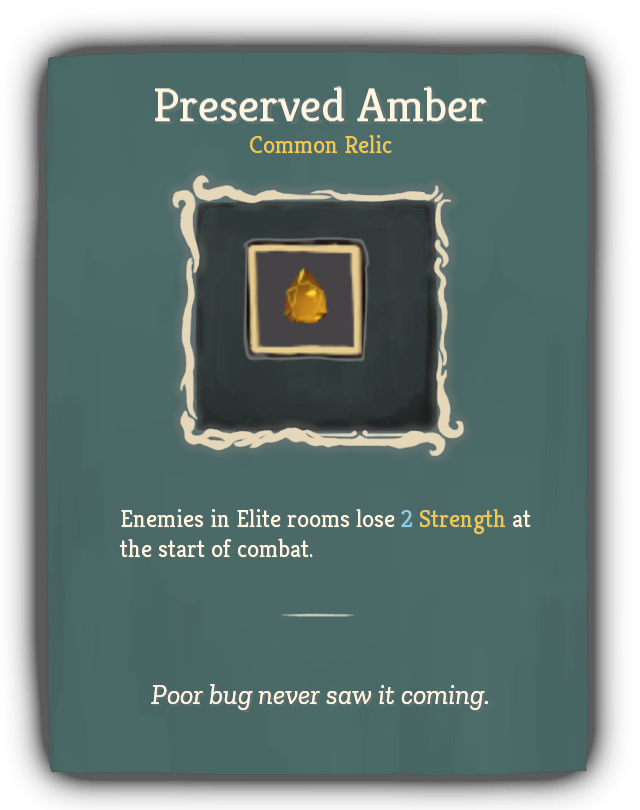 Preserved Amber
Common Relic
Enemies in Elite rooms lose 2 Strength at
the start of combat.
Poor bug never saw it coming.